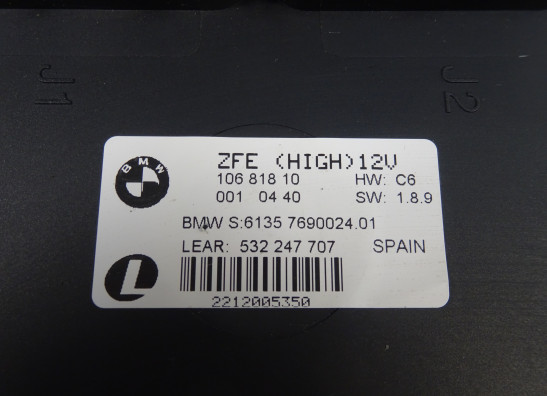 J1
J2
BMW
ZFE (HIGH)12V
106 818 10 HW: C6
001 04 40 SW: 1.8.9
BMW S:6135 7690024.01
LEAR: 532 247 707 SPAIN
L
2212005350